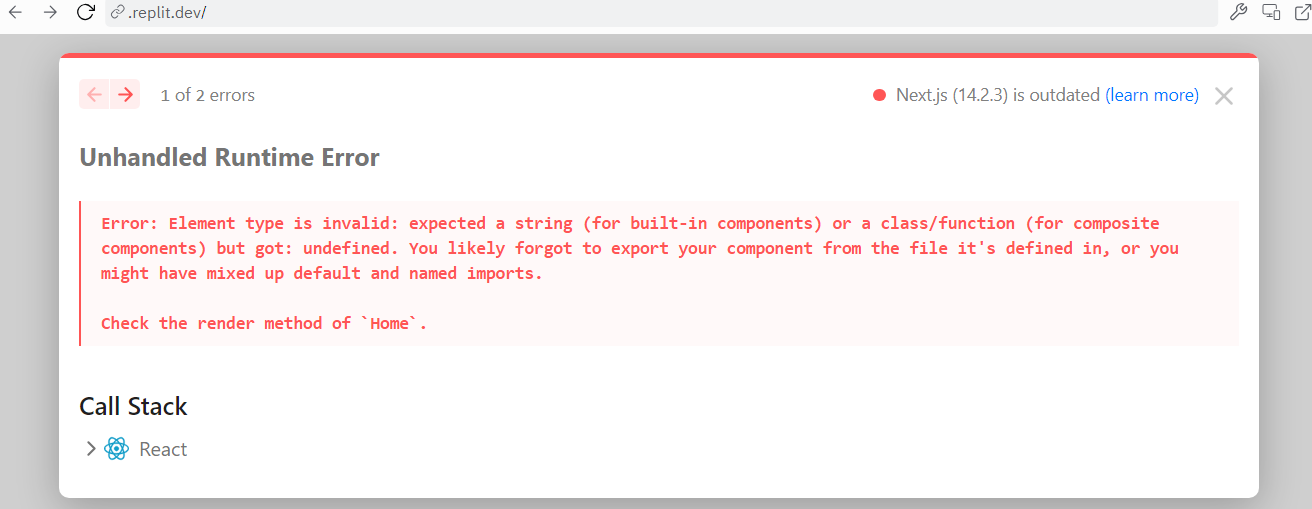 .replit.dev/
1 of 2 errors
Next.js (14.2.3) is outdated (learn more)
Unhandled Runtime Error
Error: Element type is invalid: expected a string (for built-in components) or a class/function (for composite
components) but got: undefined. You likely forgot to export your component from the file it's defined in, or you
might have mixed up default and named imports.
Check the render method of `Home`.
Call Stack
React